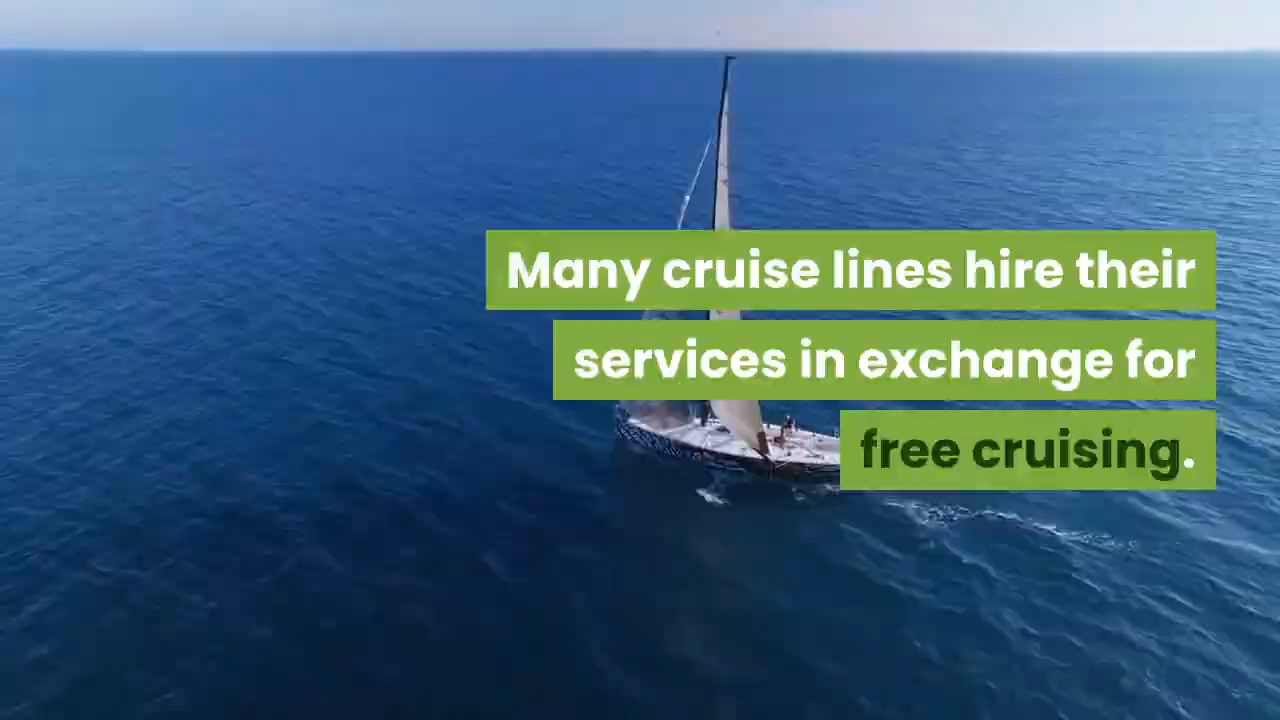 Many cruise lines hire their
services in exchange for
free cruising.